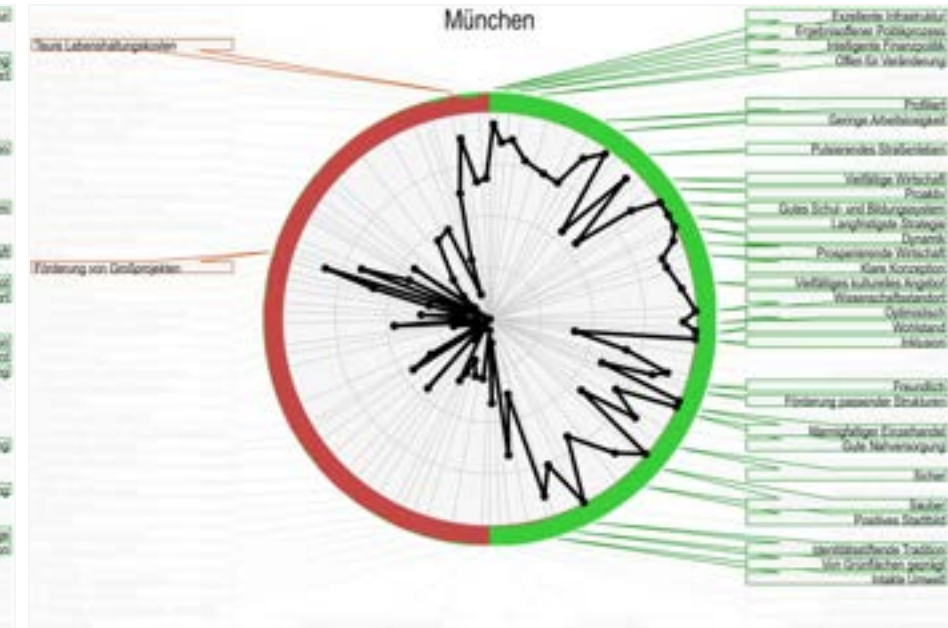 München
Teure Lebenshaltungskosten
Förderung von Großprojekten
Exzellente Infrastruktur
Ergebnisoffener Politikprozess
Intelligente Finanzpolitik
Offen für Veränderung
Profiliert
Geringe Arbeitslosigkeit
Pulsierendes Straßenleben
Vielfältige Wirtschaft
Proaktiv
Gutes Schul- und Bildungssystem
Langfristige Strategie
Dynamik
Prosperierende Wirtschaft
Klare Konzeption
Vielfältiges kulturelles Angebot
Wissenschaftsstandort
Optimistisch
Wohlstand
Inklusion
Freundlich
Förderung passender Strukturen
Mannigfaltiger Einzelhandel
Gute Nahversorgung
Sicher
Sauber
Positives Stadtbild
Identitätsstiftende Tradition
Von Grünflächen geprägt
Intakte Umwelt